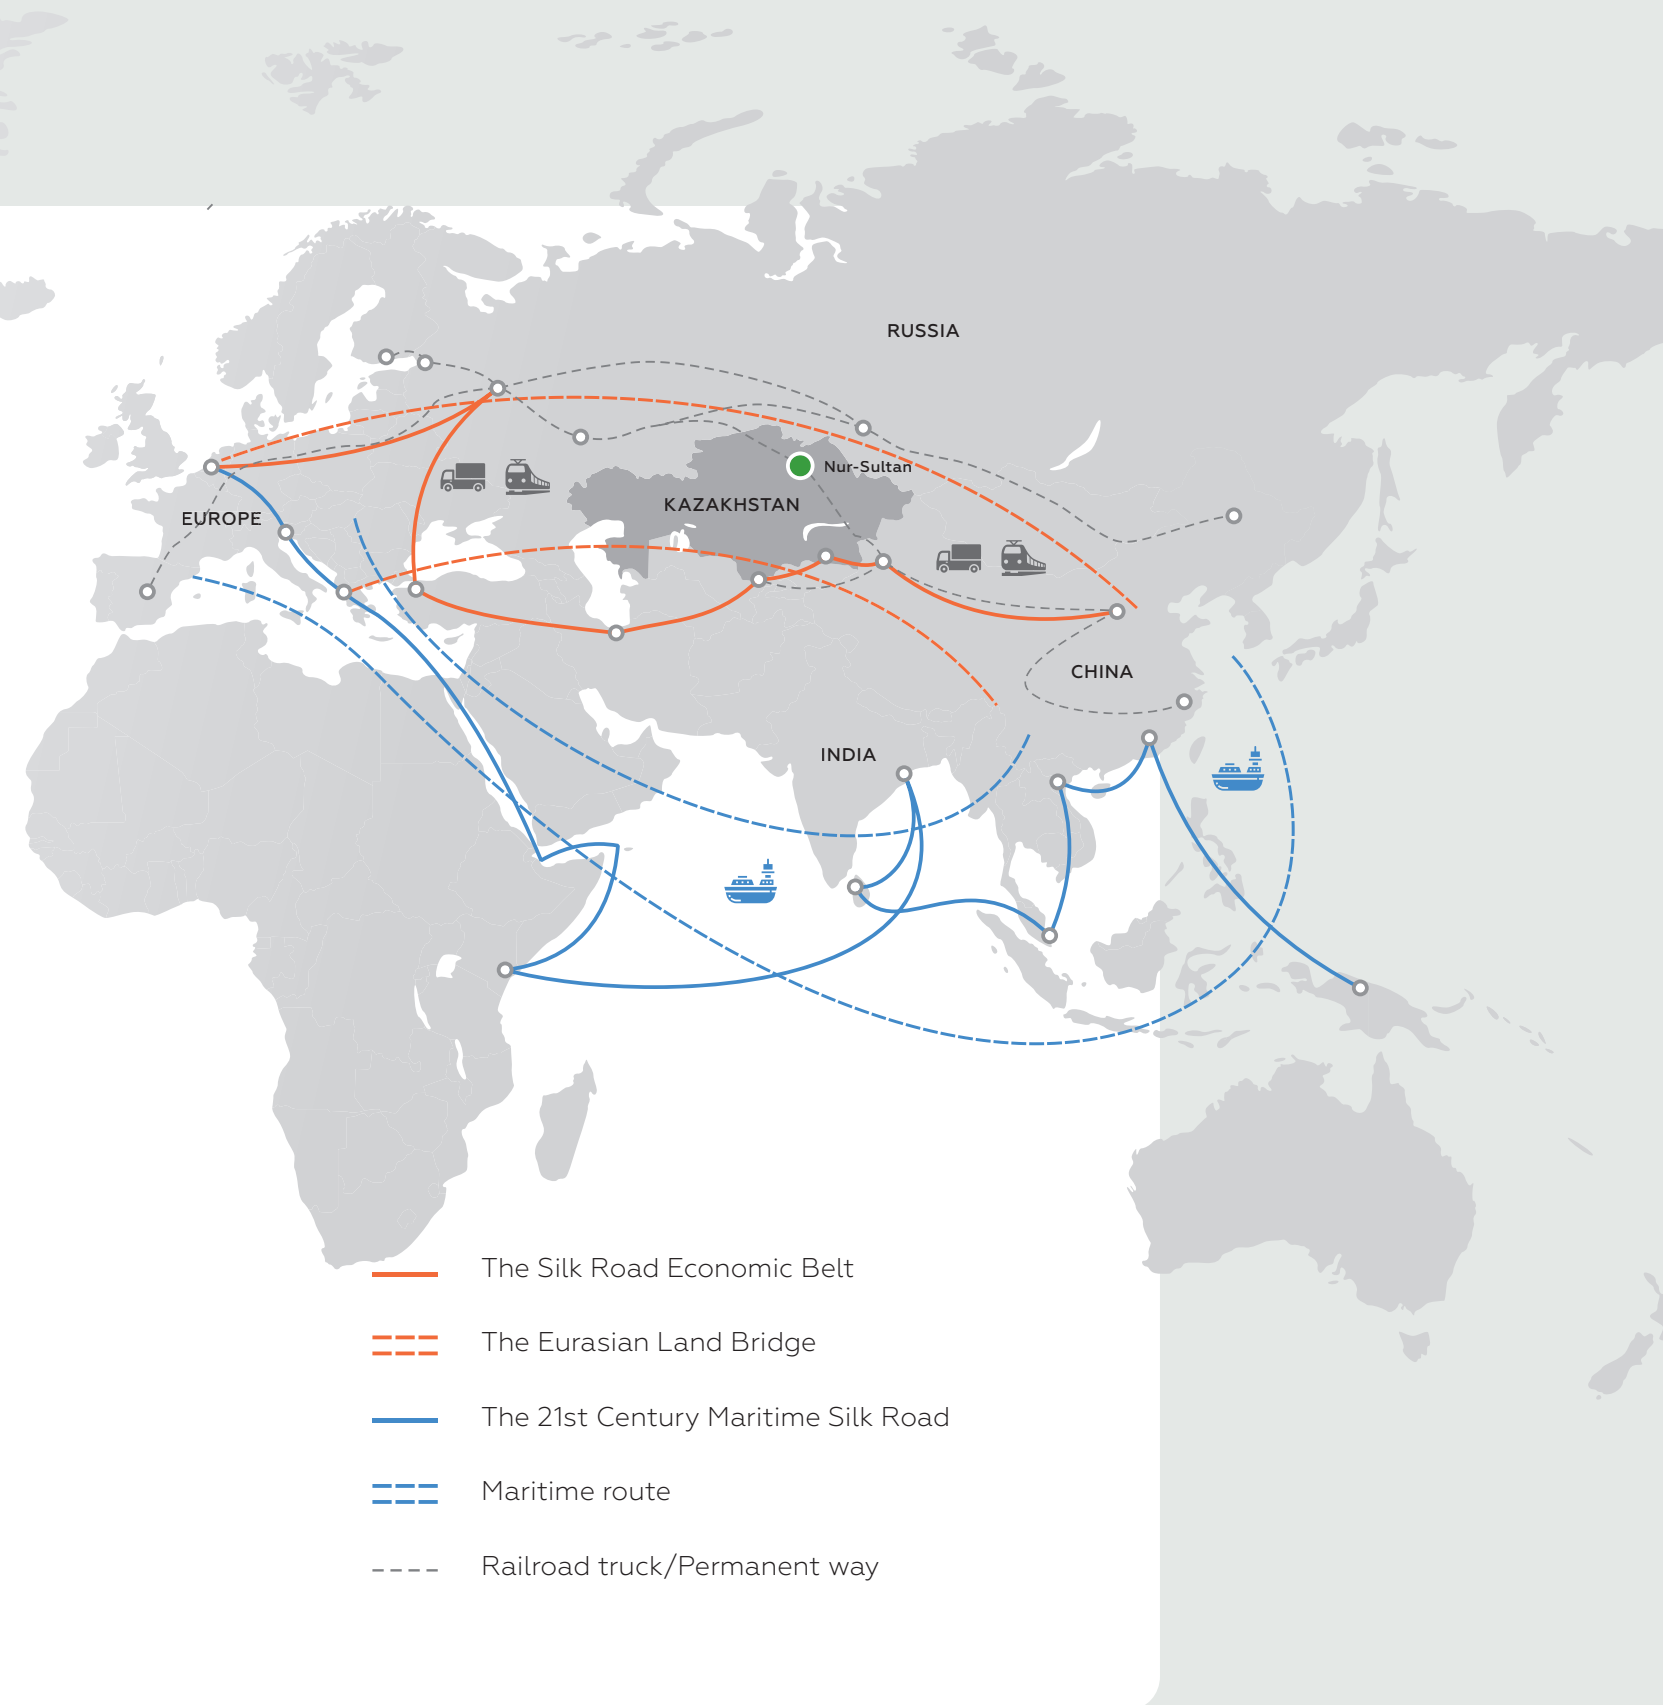 RUSSIA
Nur-Sultan
KAZAKHSTAN
EUROPE
CHINA
INDIA
The Silk Road Economic Belt
The Eurasian Land Bridge
The 21st Century Maritime Silk Road
Maritime route
Railroad truck/Permanent way